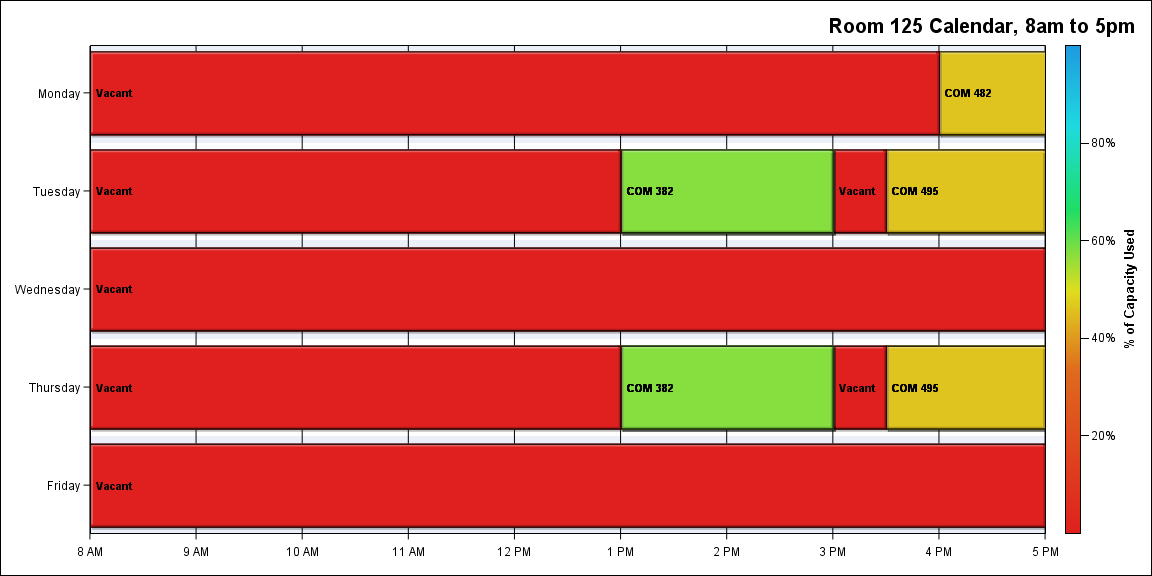 Room 125 Calendar, 8am to 5pm
Monday
Vacant
COM 482
Tuesday
Vacant
COM 382
Vacant
COM 495
Wednesday
Vacant
Thursday
Vacant
COM 382
Vacant
COM 495
Friday
Vacant
8 AM
9 AM
10 AM
11 AM
12 PM
1 PM
2 PM
3 PM
4 PM
5 PM
80%
60%
40%
20%
% of Capacity Used